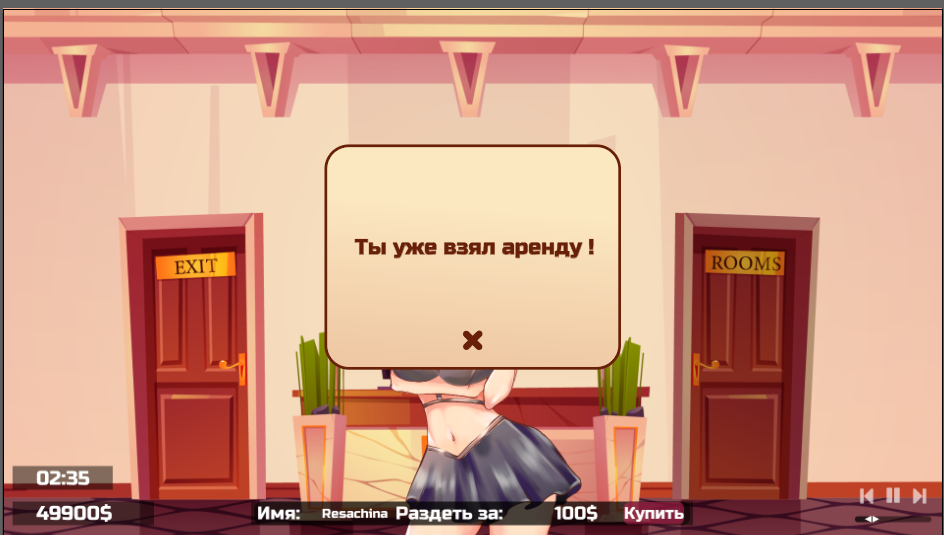 EXIT
Ты уже взял аренду !
ROOMS
02:35
49900$
Имя: Resachina Раздеть за: 100$ Купить